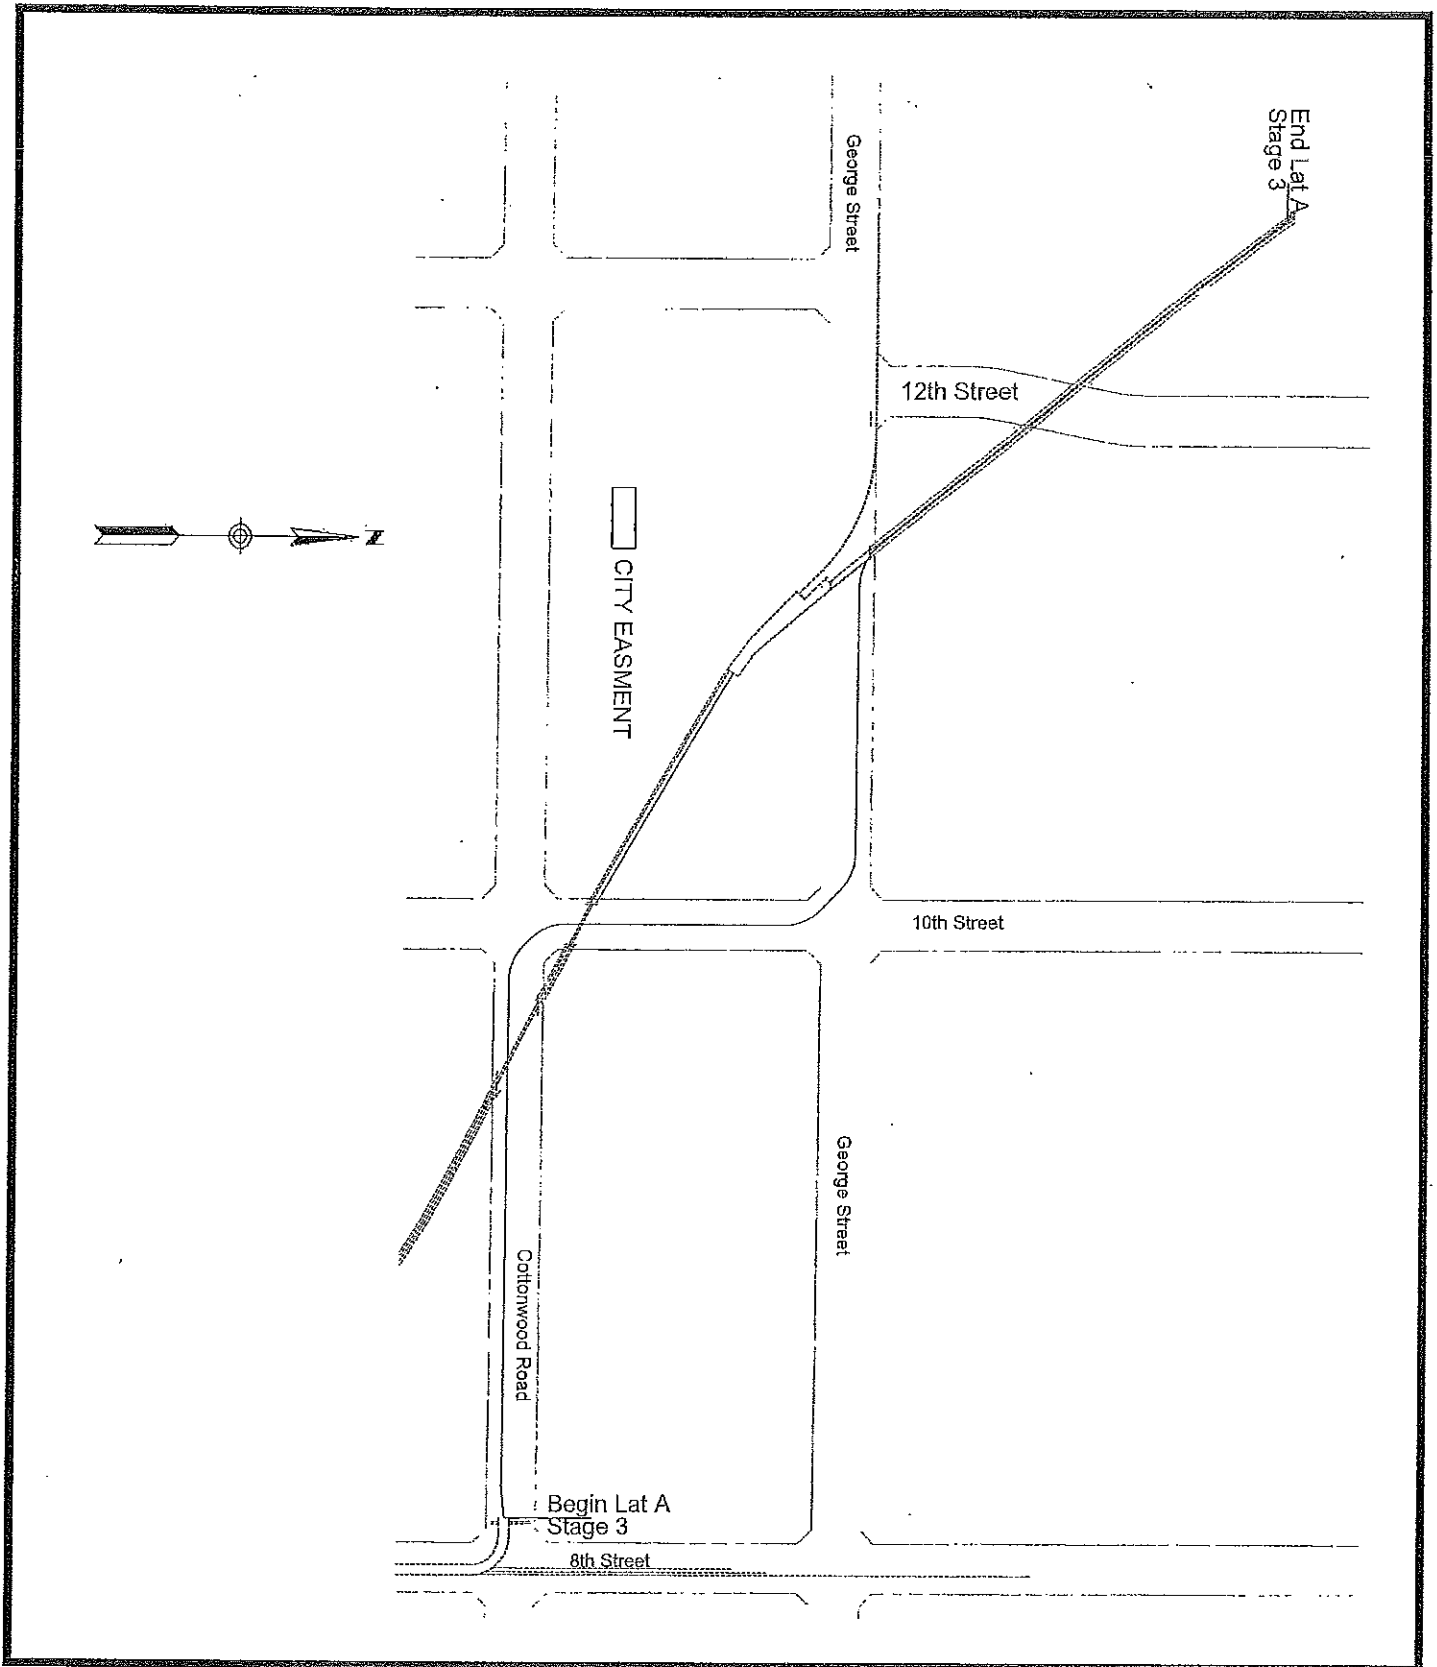 End Lat A
Stage 3
George Street
12th Street
N
CITY EASMENT
10th Street
George Street
Cottonwood Road
Begin Lat A
Stage 3
8th Street